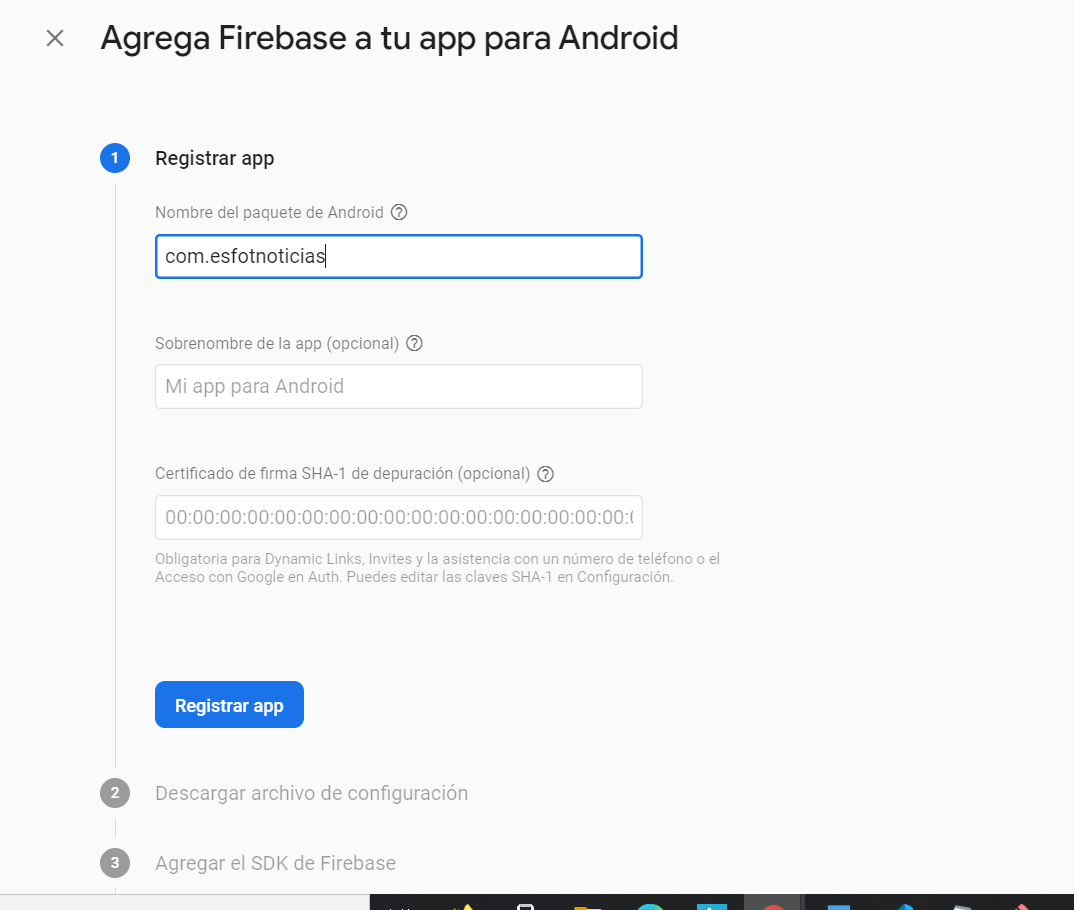 Agrega Firebase a tu app para Android
1 Registrar app
Nombre del paquete de Android ?
com.esfotnoticias
Sobrenombre de la app (opcional) ?
Mi app para Android
Certificado de firma SHA-1 de depuración (opcional) ?
00:00:00:00:00:00:00:00:00:00:00:00:00:00:00:00:00:
Obligatoria para Dynamic Links, Invites y la asistencia con un número de teléfono o el
Acceso con Google en Auth. Puedes editar las claves SHA-1 en Configuración.
Registrar app
2 Descargar archivo de configuración
3 Agregar el SDK de Firebase